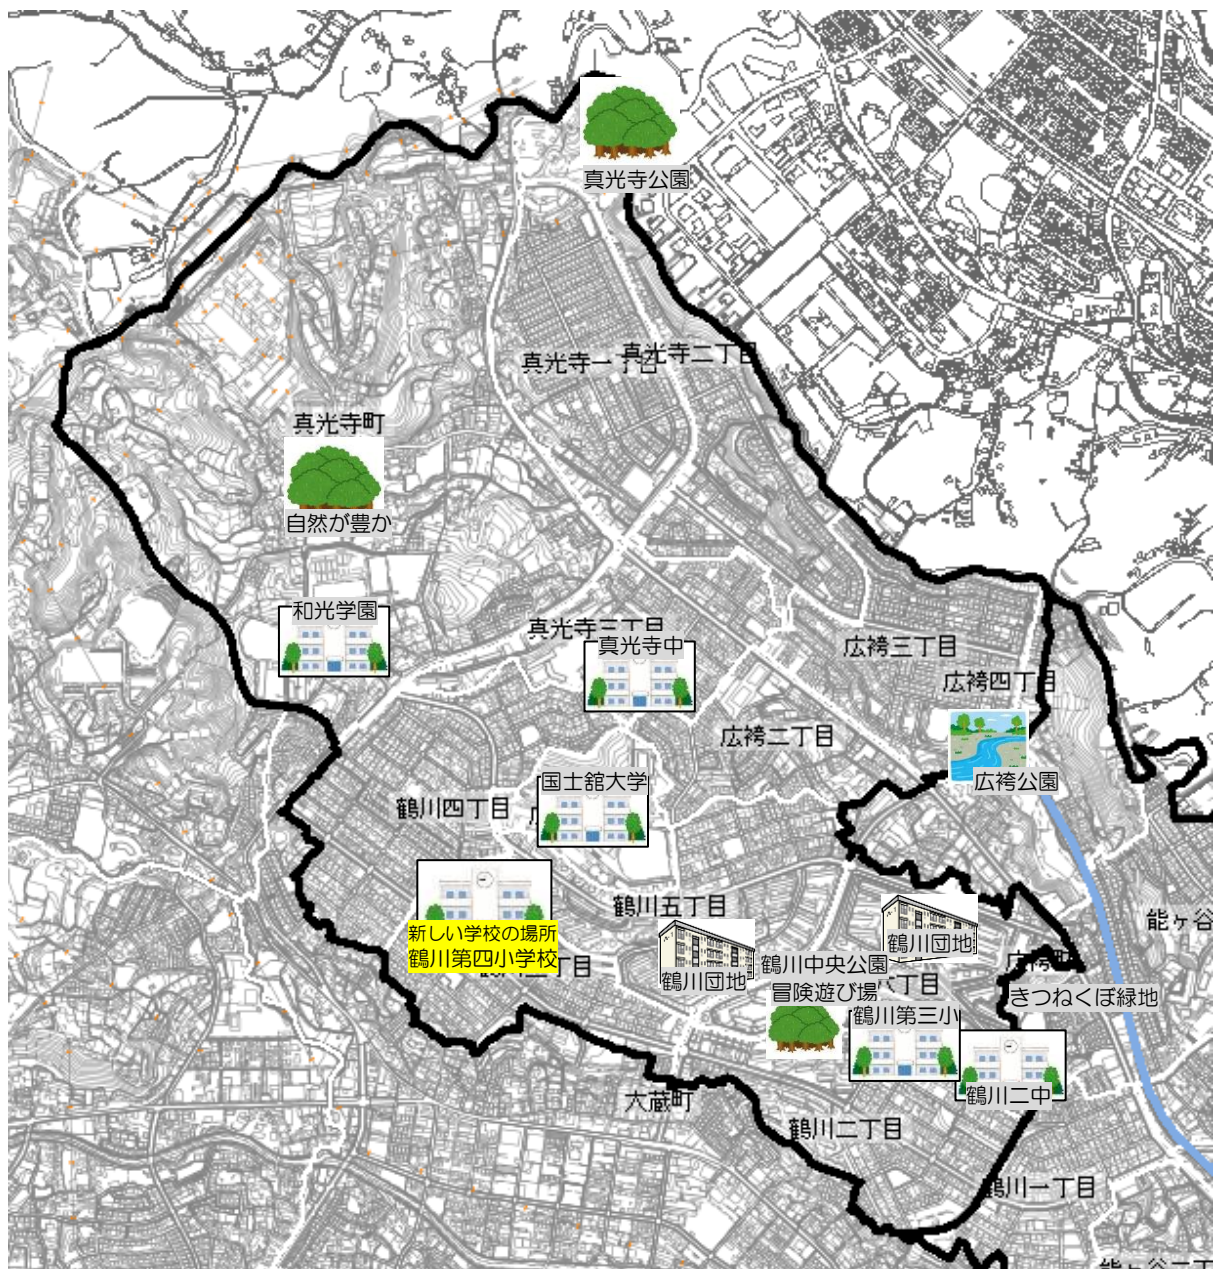 真光寺公園
真光寺一丁目
真光寺二丁目
真光寺町
自然が豊か
和光学園
真光寺三丁目
真光寺中
広袴三丁目
広袴四丁目
広袴二丁目
広袴公園
国士舘大学
鶴川四丁目
新しい学校の場所
鶴川第四小学校
鶴川五丁目
鶴川団地
鶴川団地
鶴川中央公園
冒険遊び場
六丁目
鶴川第三小
鶴川二中
広袴町
きつねくぼ緑地
能ヶ谷
大蔵町
鶴川二丁目
鶴川一丁目